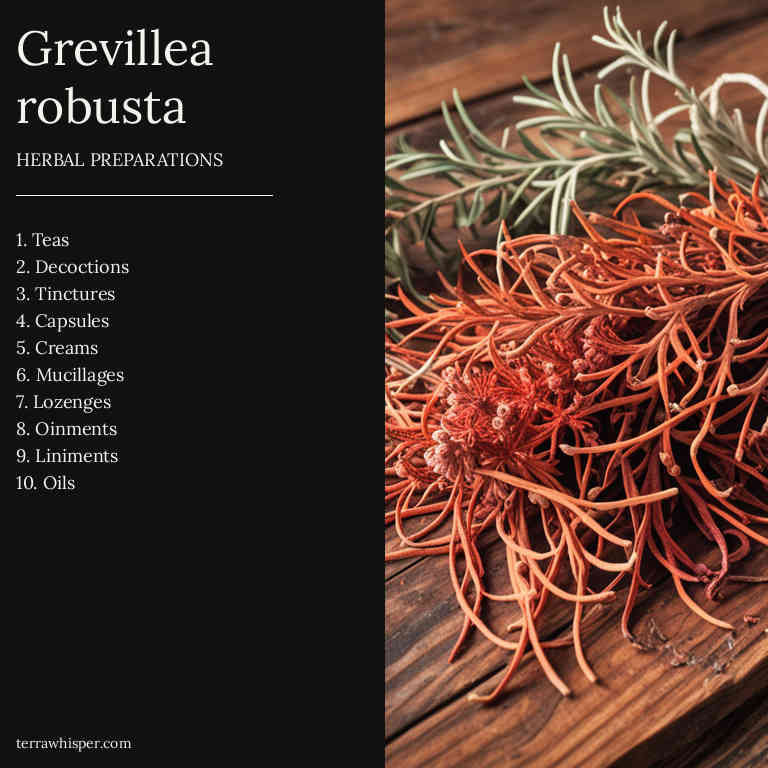 Grevillea
robusta
HERBAL PREPARATIONS
1. Teas
2. Decoctions
3. Tinctures
4. Capsules
5. Creams
6. Mucillages
7. Lozenges
8. Oinments
9. Liniments
10. Oils
terrawhisper.com